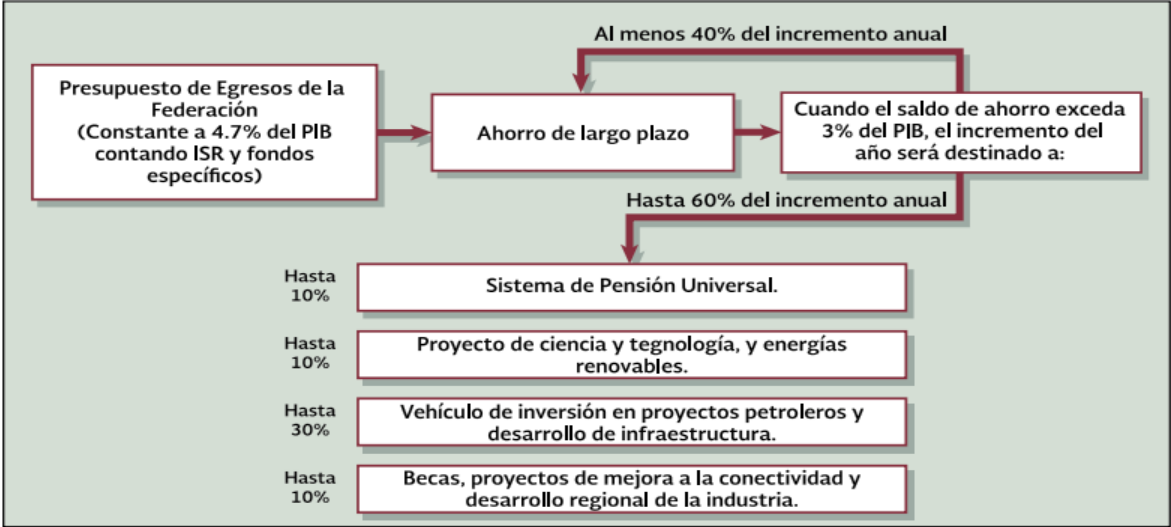 Al menos 40% del incremento anual
Presupuesto de Egresos de la
Federación
(Constante a 4.7% del PIB
contando ISR y fondos
específicos)
Ahorro de largo plazo
Cuando el saldo de ahorro exceda
3% del PIB, el incremento del
año será destinado a:
Hasta 60% del incremento anual
Hasta
10%
Sistema de Pensión Universal.
Hasta
10%
Proyecto de ciencia y tegnología, y energías
renovables.
Hasta
30%
Vehículo de inversión en proyectos petroleros y
desarrollo de infraestructura.
Hasta
10%
Becas, proyectos de mejora a la conectividad y
desarrollo regional de la industria.